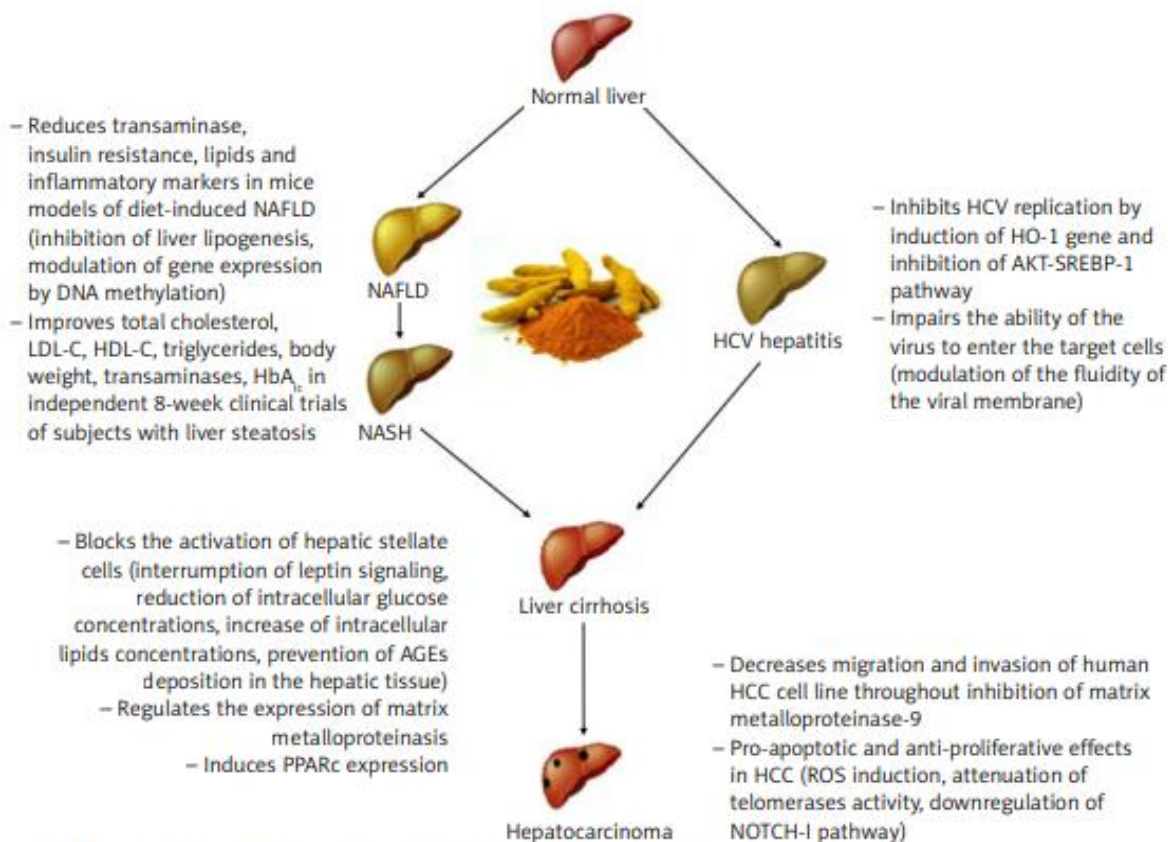 Normal liver
– Reduces transaminase,
insulin resistance, lipids and
inflammatory markers in mice
models of diet-induced NAFLD
(inhibition of liver lipogenesis,
modulation of gene expression
by DNA methylation)
– Improves total cholesterol,
LDL-C, HDL-C, triglycerides, body
weight, transaminases, HbA1c in
independent 8-week clinical trials
of subjects with liver steatosis
NAFLD
NASH
HCV hepatitis
– Inhibits HCV replication by
induction of HO-1 gene and
inhibition of AKT-SREBP-1
pathway
– Impairs the ability of the
virus to enter the target cells
(modulation of the fluidity of
the viral membrane)
– Blocks the activation of hepatic stellate
cells (interrumption of leptin signaling,
reduction of intracellular glucose
concentrations, increase of intracellular
lipids concentrations, prevention of AGEs
deposition in the hepatic tissue)
– Regulates the expression of matrix
metalloproteinasis
– Induces PPARc expression
Liver cirrhosis
– Decreases migration and invasion of human
HCC cell line throughout inhibition of matrix
metalloproteinase-9
– Pro-apoptotic and anti-proliferative effects
in HCC (ROS induction, attenuation of
telomerases activity, downregulation of
NOTCH-I pathway)
Hepatocarcinoma